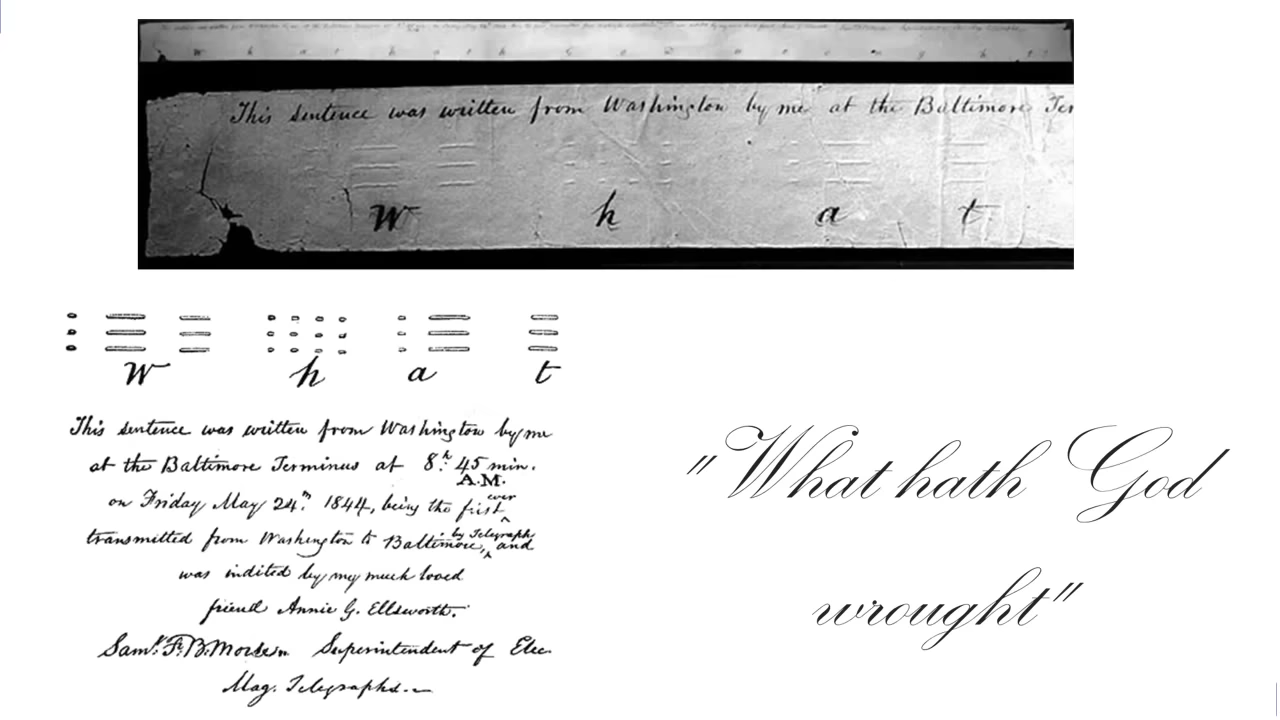 This sentence was written from Washington by me at the Baltimore Ter
W h a t
W h a t
This sentence was written from Washington by me
at the Baltimore Terminus at 8.h 45 min.
A.M.
on Friday May 24th 1844, being the first ever
transmitted from Washington to Baltimore, by Telegraph and
was indited by my much loved
friend Annie G. Ellsworth.
Saml. F. B. Morse Superintendent of Elec.
Mag. Telegraphs.
"What hath God
wrought"